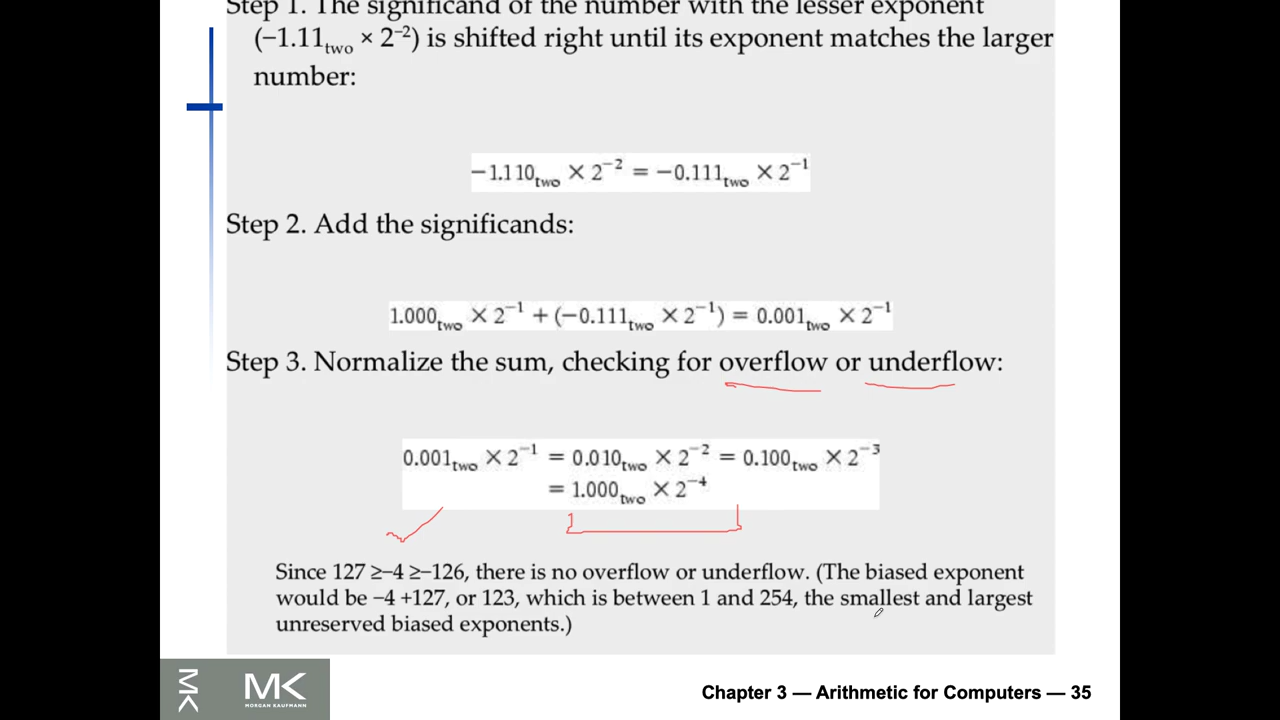 Step 1. The significand of the number with the lesser exponent
(−1.11two × 2−2) is shifted right until its exponent matches the larger
number:
−1.110two × 2−2 = −0.111two × 2−1
Step 2. Add the significands:
1.000two × 2−1 + (−0.111two × 2−1) = 0.001two × 2−1
Step 3. Normalize the sum, checking for overflow or underflow:
0.001two × 2−1 = 0.010two × 2−2 = 0.100two × 2−3
= 1.000two × 2−4
Since 127 ≥−4 ≥−126, there is no overflow or underflow. (The biased exponent
would be −4 +127, or 123, which is between 1 and 254, the smallest and largest
unreserved biased exponents.)
MK
MK
MORGAN KAUFMANN
Chapter 3 — Arithmetic for Computers — 35